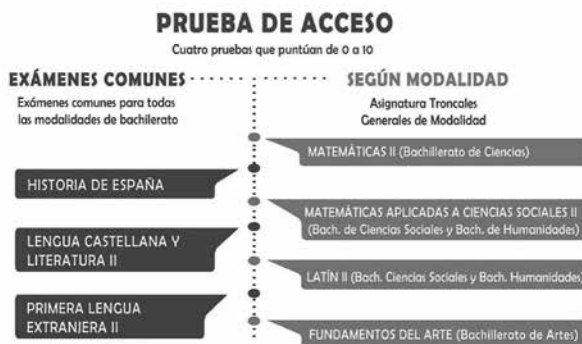 PRUEBA DE ACCESO
Cuatro pruebas que puntúan de 0 a 10
EXÁMENES COMUNES
Exámenes comunes para todas
las modalidades de bachilerato
HISTORIA DE ESPAÑA
LENGUA CASTELLANA Y
LITERATURA II
PRIMERA LENGUA
EXTRANJERA II
SEGÚN MODALIDAD
Asignatura Troncales
Generales de Modalidad
MATEMÁTICAS II (Bachillerato de Ciencias)
MATEMÁTICAS APLICADAS A CIENCIAS SOCIALES II
(Bach. de Ciencias Sociales y Bach. de Humanidades)
LATÍN II (Bach. Ciencias Sociales y Bach. Humanidades)
FUNDAMENTOS DEL ARTE (Bachillerato de Artes)